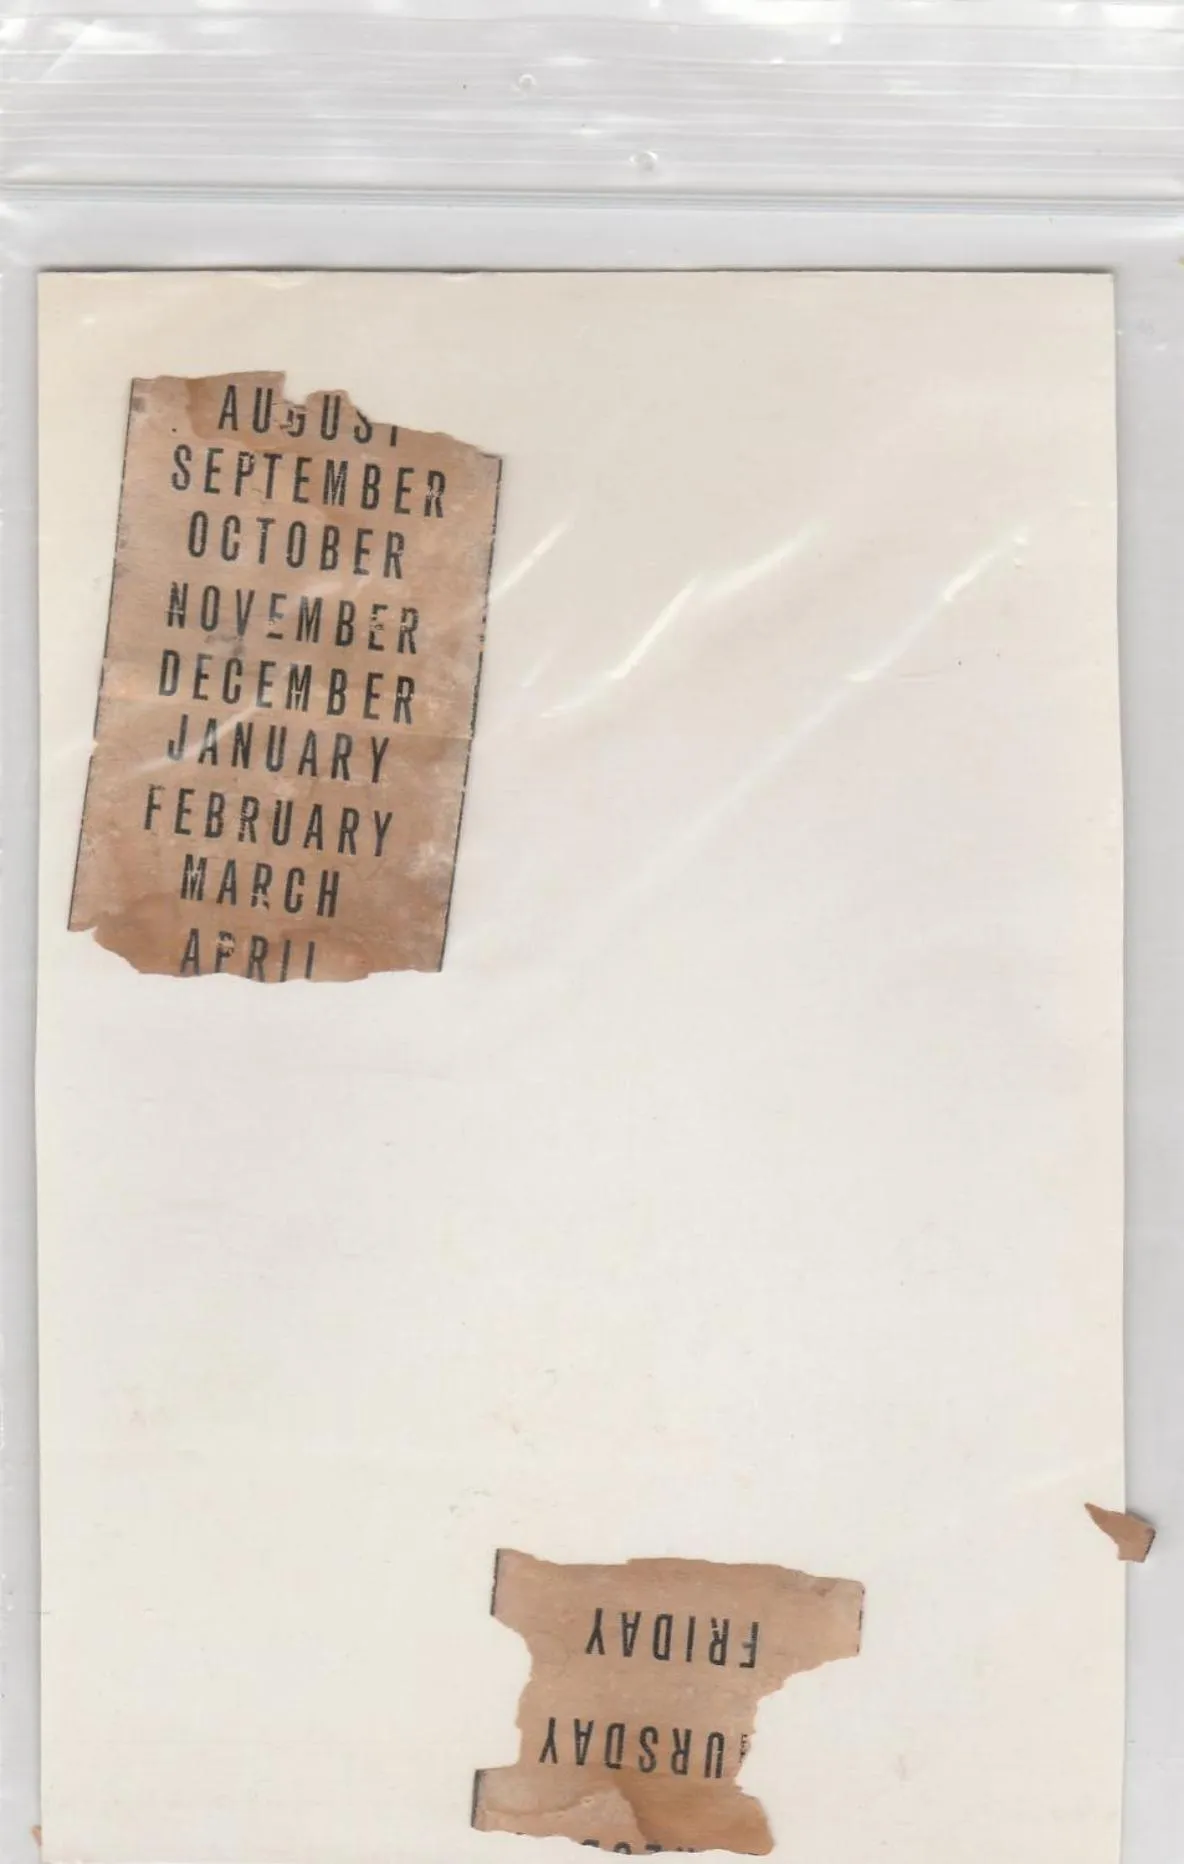 AUGUST
SEPTEMBER
OCTOBER
NOVEMBER
DECEMBER
JANUARY
FEBRUARY
MARCH
APRIL
FRIDAY
URSDAY